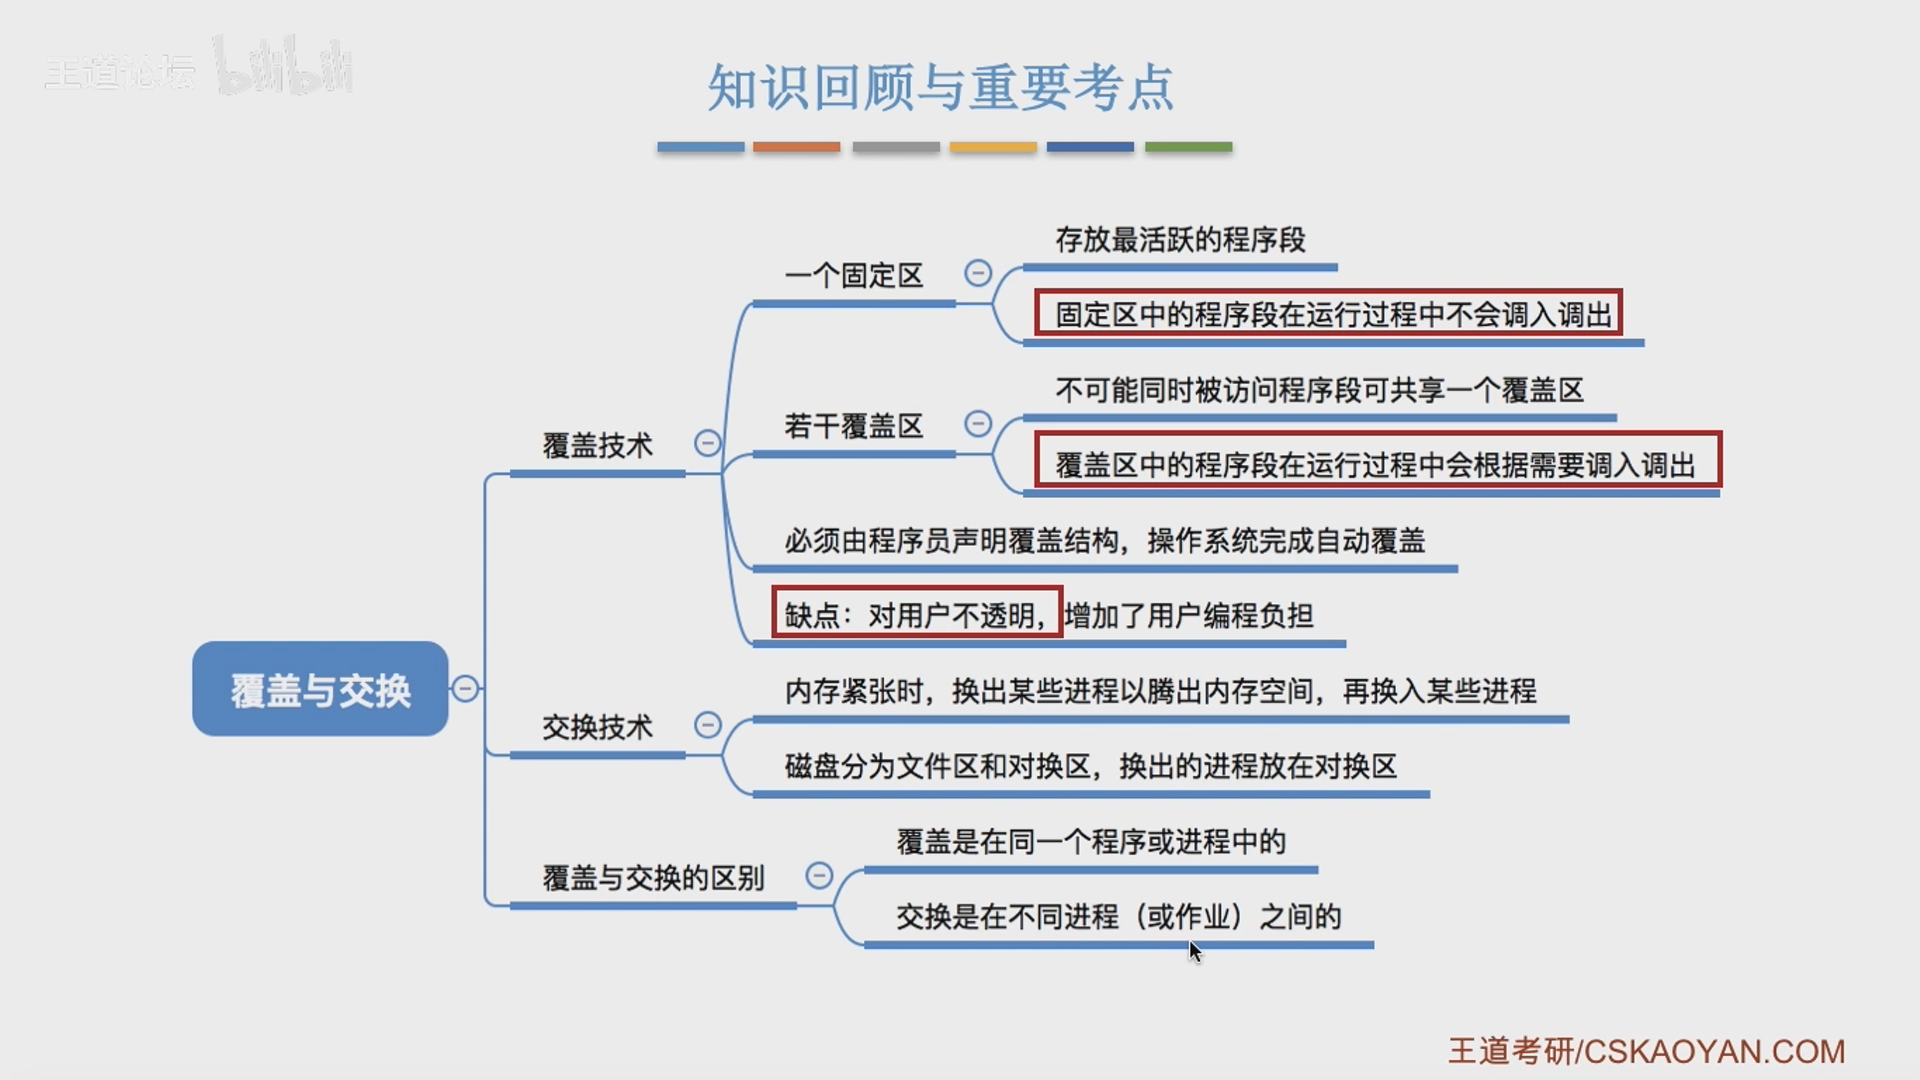 王道论坛 bilibili
知识回顾与重要考点
覆盖与交换
覆盖技术
一个固定区
存放最活跃的程序段
固定区中的程序段在运行过程中不会调入调出
若干覆盖区
不可能同时被访问程序段可共享一个覆盖区
覆盖区中的程序段在运行过程中会根据需要调入调出
必须由程序员声明覆盖结构，操作系统完成自动覆盖
缺点：对用户不透明，增加了用户编程负担
交换技术
内存紧张时，换出某些进程以腾出内存空间，再换入某些进程
磁盘分为文件区和对换区，换出的进程放在对换区
覆盖与交换的区别
覆盖是在同一个程序或进程中的
交换是在不同进程（或作业）之间的
王道考研/CSKAOYAN.COM